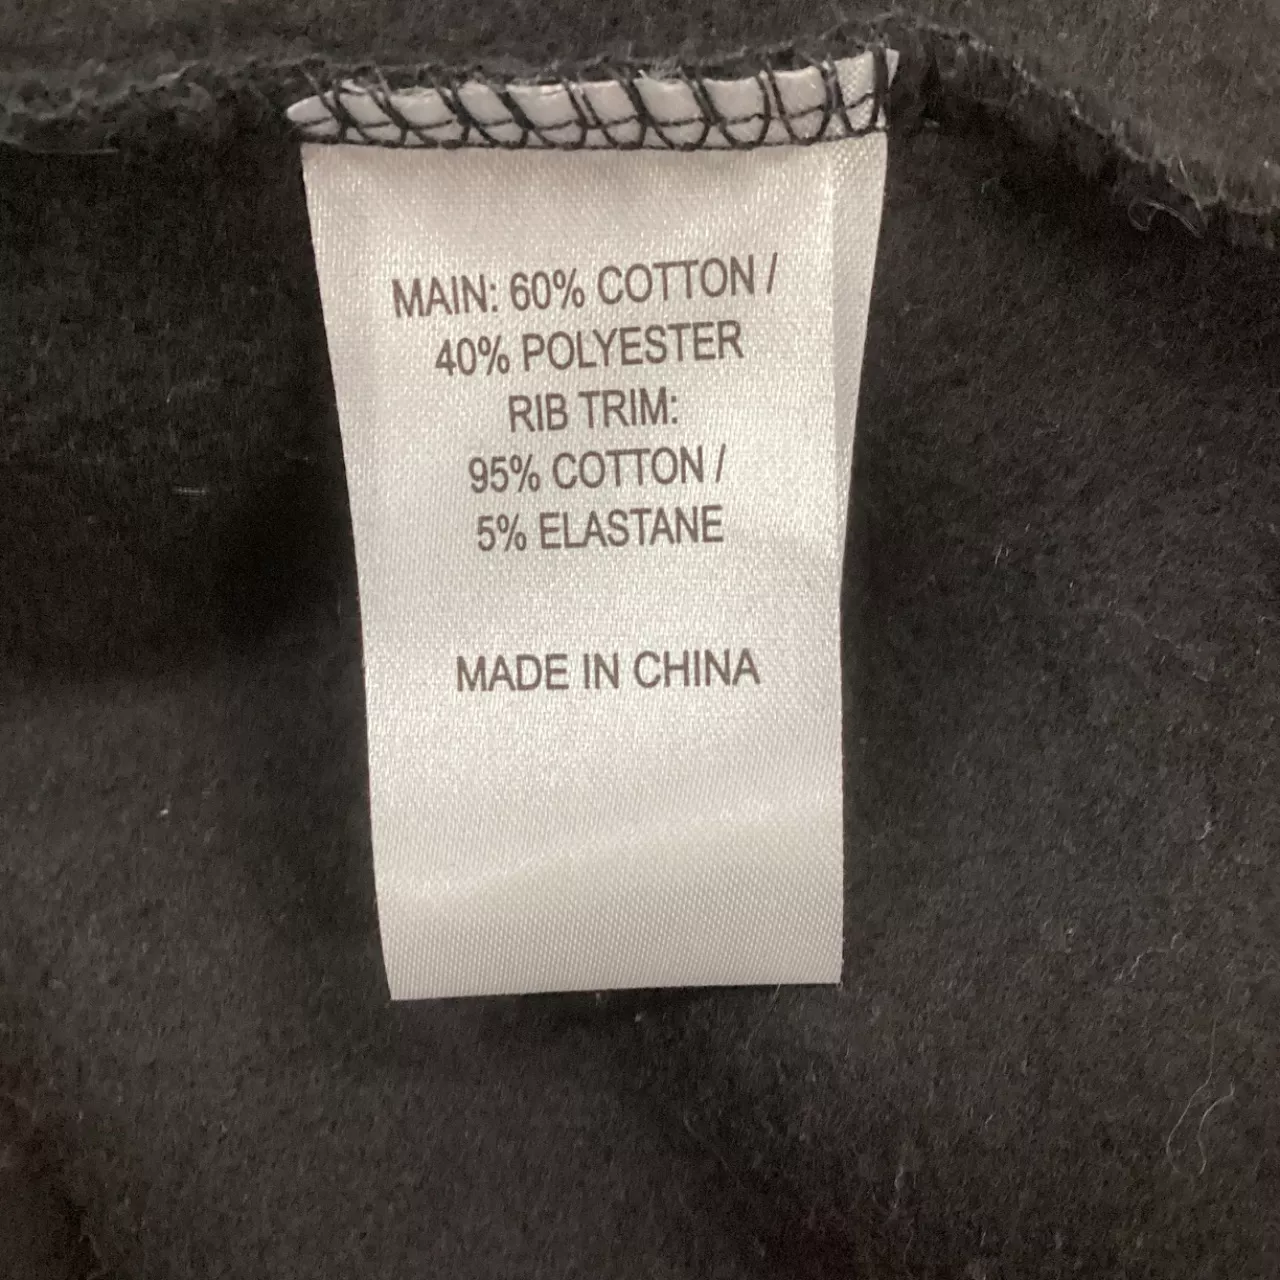 MAIN: 60% COTTON /
40% POLYESTER
RIB TRIM:
95% COTTON /
5% ELASTANE
MADE IN CHINA